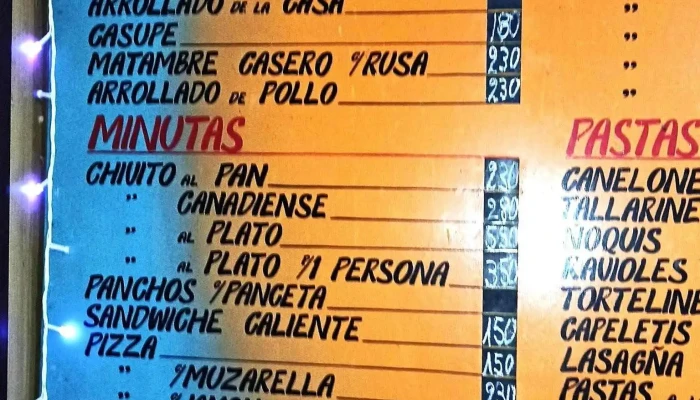 ARROLLADO DE LA CASA
GASUPE 180
MATAMBRE CASERO C/RUSA 230
ARROLLADO DE POLLO 230
MINUTAS
CHIVITO AL PAN 230
" CANADIENSE 290
" AL PLATO 550
" AL PLATO P/1 PERSONA 350
PANCHOS C/PANCETA
SANDWICHE CALIENTE 150
PIZZA 150
" C/MUZARELLA 230
"
"
"
"
"
PASTAS
CANELONE
TALLARINE
ÑOQUIS
RAVIOLES
TORTELIN
CAPELETIS
LASAGÑA
PASTAS